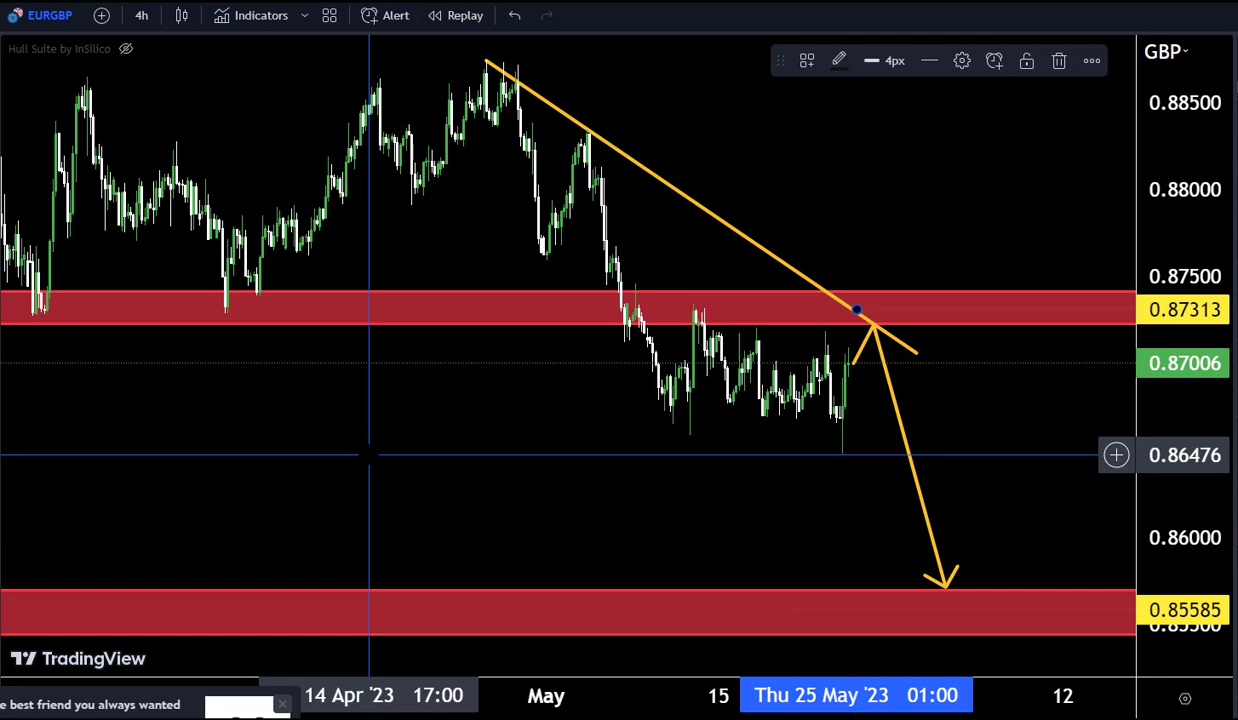 EURGBP 4h Indicators Alert Replay
Hull Suite by InSilico
4px
GBP
0.88500
0.88000
0.87500
0.87313
0.87006
0.86476
0.86000
0.85585
TradingView
14 Apr '23 17:00 May 15 Thu 25 May '23 01:00 12
e best friend you always wanted